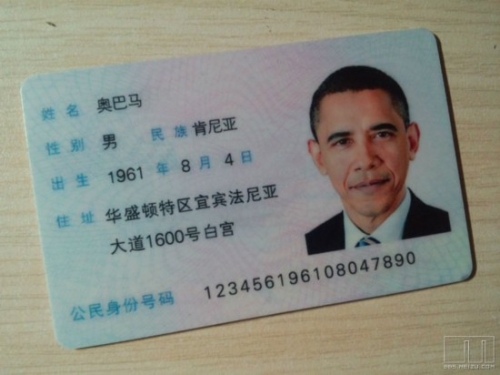 姓名 奥巴马
性别 男 民族 肯尼亚
出生 1961 年 8 月 4 日
住址 华盛顿特区宜宾法尼亚
大道1600号白宫
公民身份号码 123456196108047890